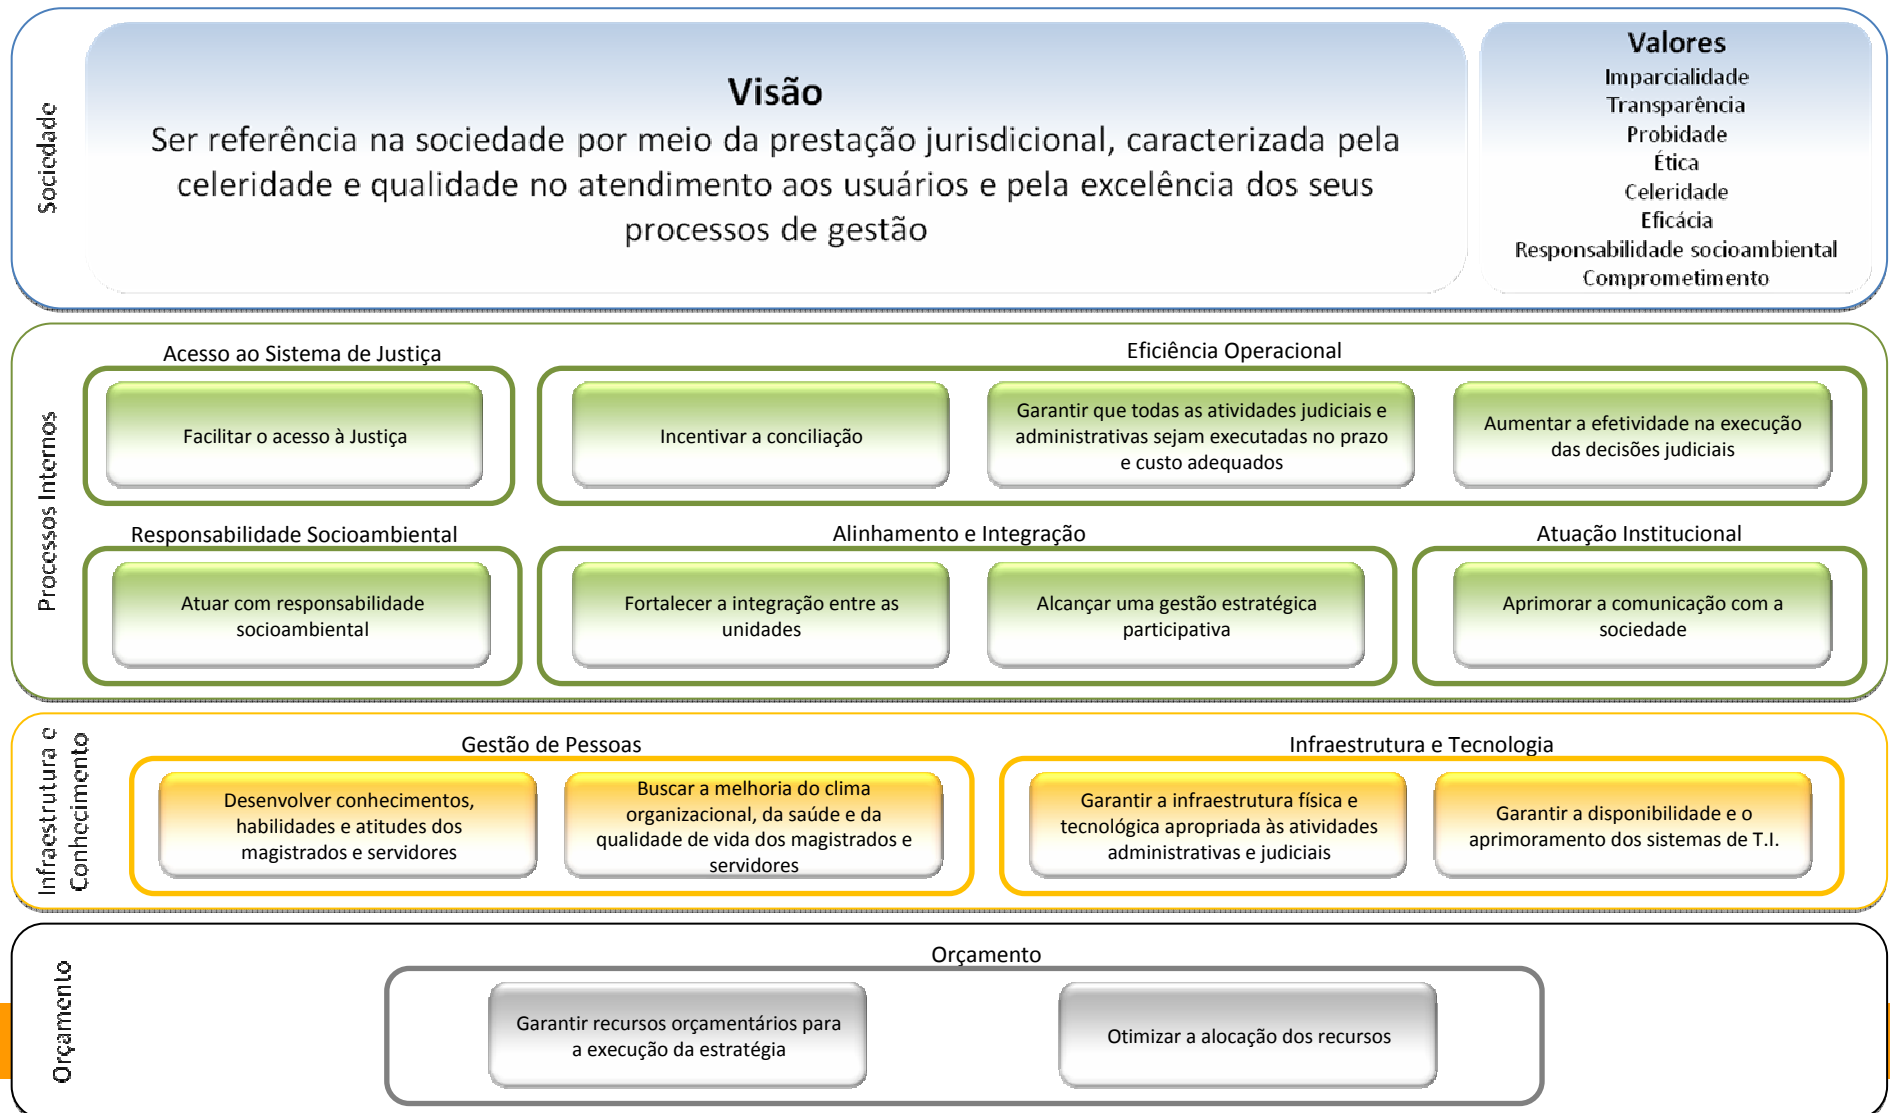 Sociedade
Visão
Ser referência na sociedade por meio da prestação jurisdicional, caracterizada pela
celeridade e qualidade no atendimento aos usuários e pela excelência dos seus
processos de gestão
Valores
Imparcialidade
Transparência
Probidade
Ética
Celeridade
Eficácia
Responsabilidade socioambiental
Comprometimento
Processos Internos
Acesso ao Sistema de Justiça
Facilitar o acesso à Justiça
Eficiência Operacional
Incentivar a conciliação
Garantir que todas as atividades judiciais e
administrativas sejam executadas no prazo
e custo adequados
Aumentar a efetividade na execução
das decisões judiciais
Responsabilidade Socioambiental
Atuar com responsabilidade
socioambiental
Alinhamento e Integração
Fortalecer a integração entre as
unidades
Alcançar uma gestão estratégica
participativa
Atuação Institucional
Aprimorar a comunicação com a
sociedade
Infraestrutura e
Conhecimento
Gestão de Pessoas
Desenvolver conhecimentos,
habilidades e atitudes dos
magistrados e servidores
Buscar a melhoria do clima
organizacional, da saúde e da
qualidade de vida dos magistrados e
servidores
Infraestrutura e Tecnologia
Garantir a infraestrutura física e
tecnológica apropriada às atividades
administrativas e judiciais
Garantir a disponibilidade e o
aprimoramento dos sistemas de T.I.
Orçamento
Orçamento
Garantir recursos orçamentários para
a execução da estratégia
Otimizar a alocação dos recursos